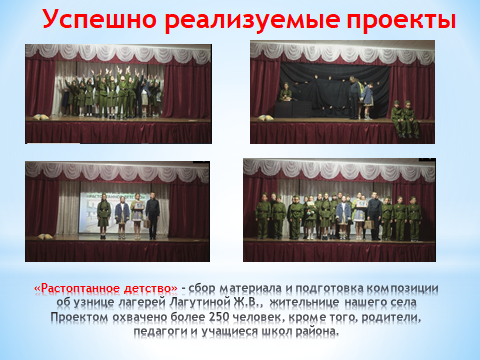 Успешно реализуемые проекты
«Растоптанное детство» - сбор материала и подготовка композиции
об узнице лагерей Лагутиной Ж.В., жительнице нашего села
Проектом охвачено более 250 человек, кроме того, родители,
педагоги и учащиеся школ района.